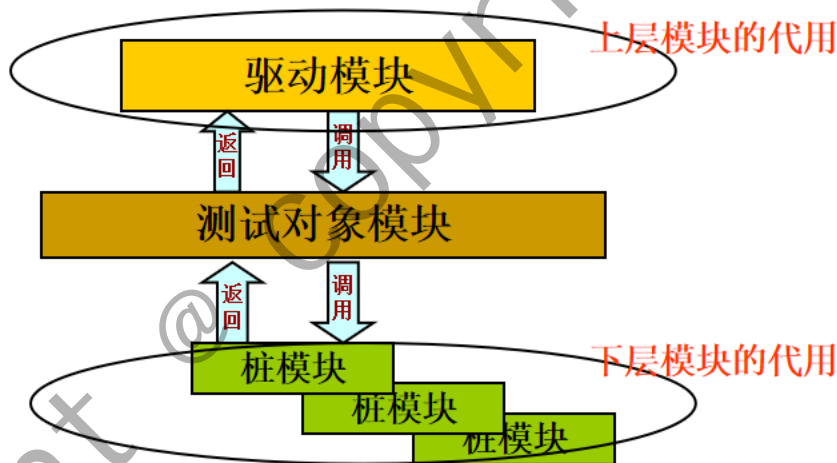 上层模块的代用
驱动模块
返回
调用
测试对象模块
返回
调用
下层模块的代用
桩模块
桩模块
桩模块
@ copyri